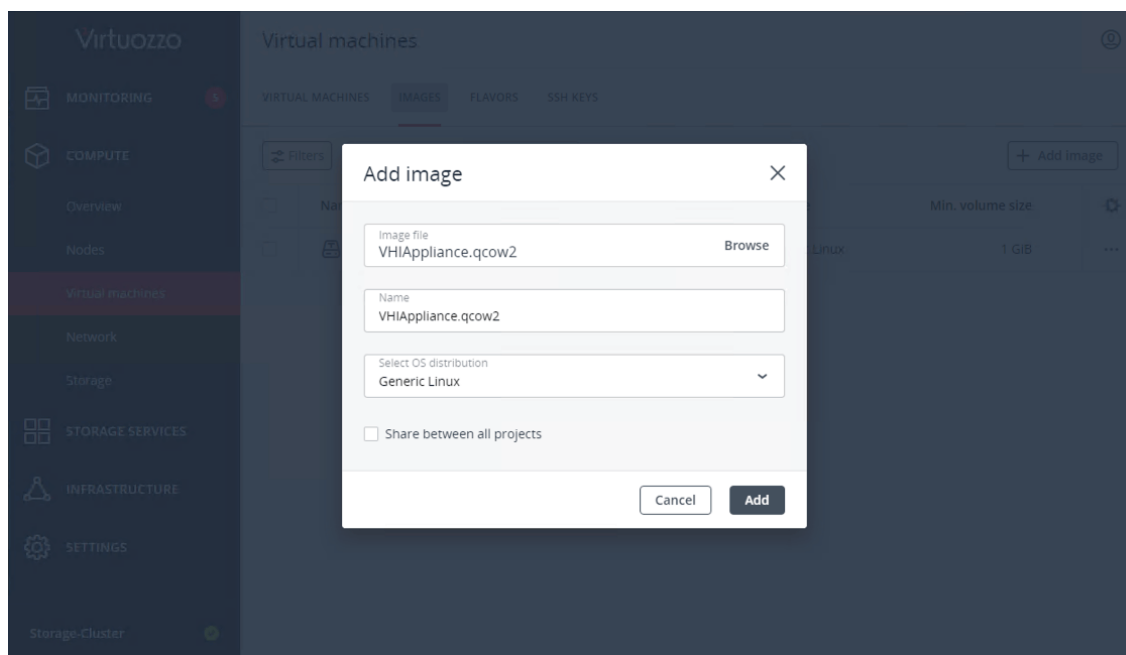 Virtuozzo
Virtual machines
MONITORING
VIRTUAL MACHINES IMAGES FLAVORS SSH KEYS
COMPUTE
Filters
Add image
+ Add image
Overview
Min. volume size
Image file
VHIAppliance.qcow2
Browse
Nodes
Linux
1 GiB
Virtual machines
Name
VHIAppliance.qcow2
Network
Select OS distribution
Generic Linux
Storage
STORAGE SERVICES
Share between all projects
INFRASTRUCTURE
Cancel
Add
SETTINGS
Storage-Cluster